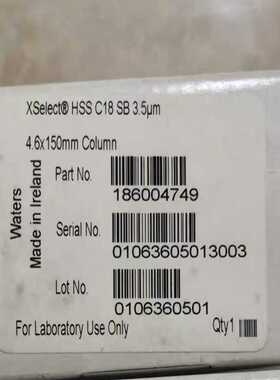 XSelect® HSS C18 SB 3.5µm
4.6x150mm Column
Part No.
186004749
Serial No.
01063605013003
Lot No.
0106360501
For Laboratory Use Only
Qty1
Waters
Made in Ireland